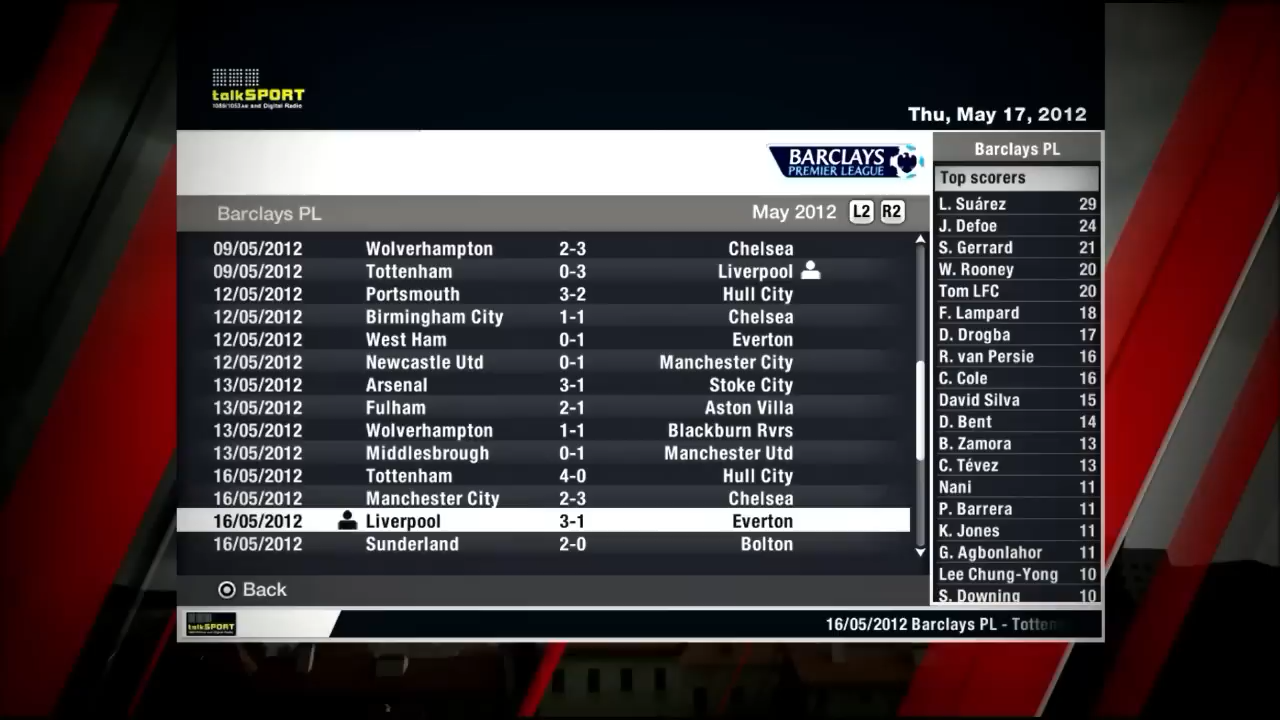 talkSPORT
1089/1053 AM and Digital Radio
Thu, May 17, 2012
BARCLAYS
PREMIER LEAGUE
Barclays PL May 2012 L2 R2
09/05/2012 Wolverhampton 2-3 Chelsea
09/05/2012 Tottenham 0-3 Liverpool
12/05/2012 Portsmouth 3-2 Hull City
12/05/2012 Birmingham City 1-1 Chelsea
12/05/2012 West Ham 0-1 Everton
12/05/2012 Newcastle Utd 0-1 Manchester City
13/05/2012 Arsenal 3-1 Stoke City
13/05/2012 Fulham 2-1 Aston Villa
13/05/2012 Wolverhampton 1-1 Blackburn Rvrs
13/05/2012 Middlesbrough 0-1 Manchester Utd
16/05/2012 Tottenham 4-0 Hull City
16/05/2012 Manchester City 2-3 Chelsea
16/05/2012 Liverpool 3-1 Everton
16/05/2012 Sunderland 2-0 Bolton
Back
Barclays PL
Top scorers
L. Suárez 29
J. Defoe 24
S. Gerrard 21
W. Rooney 20
Tom LFC 20
F. Lampard 18
D. Drogba 17
R. van Persie 16
C. Cole 16
David Silva 15
D. Bent 14
B. Zamora 13
C. Tévez 13
Nani 11
P. Barrera 11
K. Jones 11
G. Agbonlahor 11
Lee Chung-Yong 10
S. Downing 10
talkSPORT
16/05/2012 Barclays PL - Totten